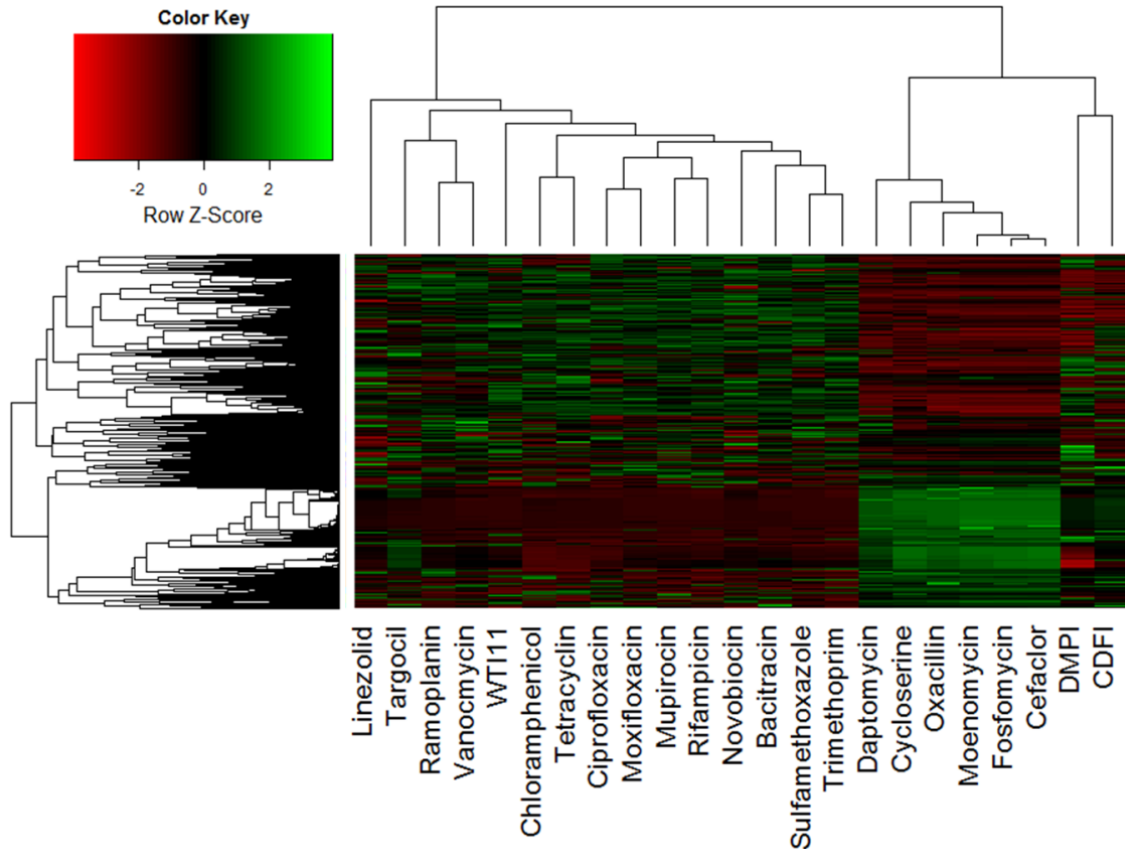 Color Key
-2 0 2
Row Z-Score
Linezolid
Targocil
Ramoplanin
Vanocmycin
WTI11
Chloramphenicol
Tetracyclin
Ciprofloxacin
Moxifloxacin
Mupirocin
Rifampicin
Novobiocin
Bacitracin
Sulfamethoxazole
Trimethoprim
Daptomycin
Cycloserine
Oxacillin
Moenomycin
Fosfomycin
Cefaclor
DMPI
CDFI